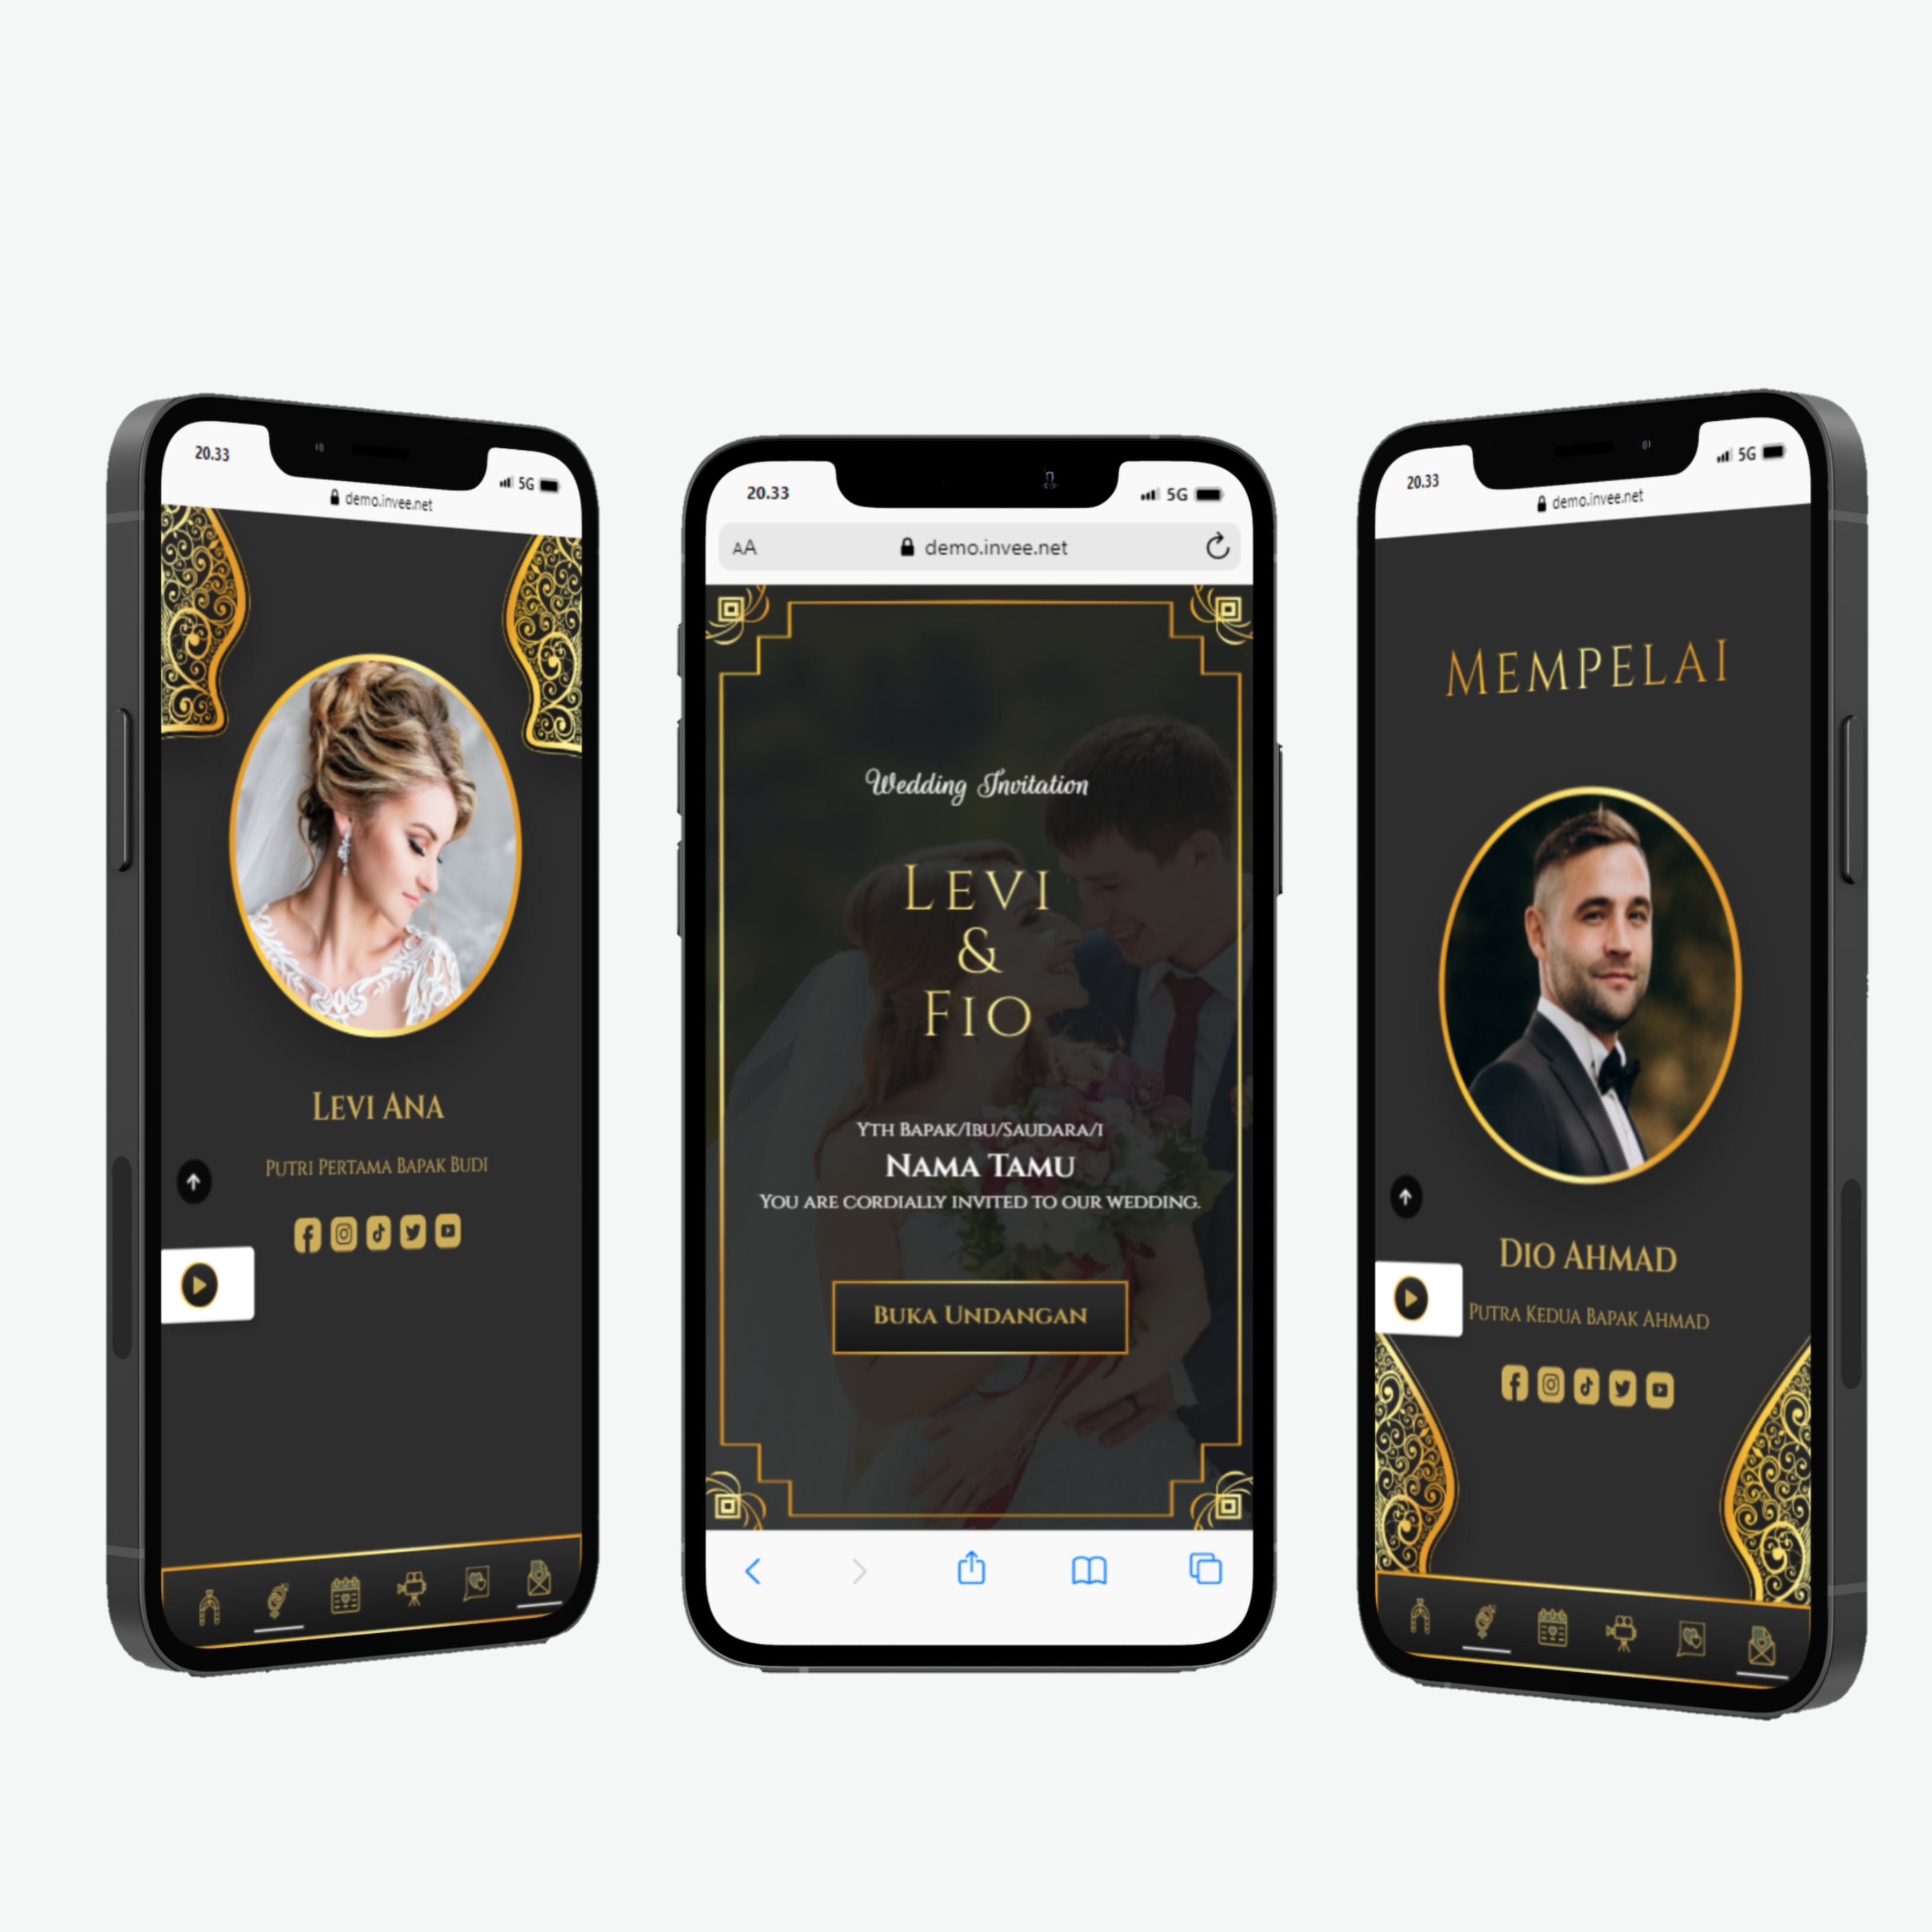 20.33
5G
demo.invee.net
Levi Ana
Putri Pertama Bapak Budi
20.33
5G
AA
demo.invee.net
Wedding Invitation
Levi
&
Fio
Yth Bapak/Ibu/Saudara/i
Nama Tamu
You are cordially invited to our wedding.
Buka Undangan
20.33
5G
demo.invee.net
Mempelai
Dio Ahmad
Putra Kedua Bapak Ahmad